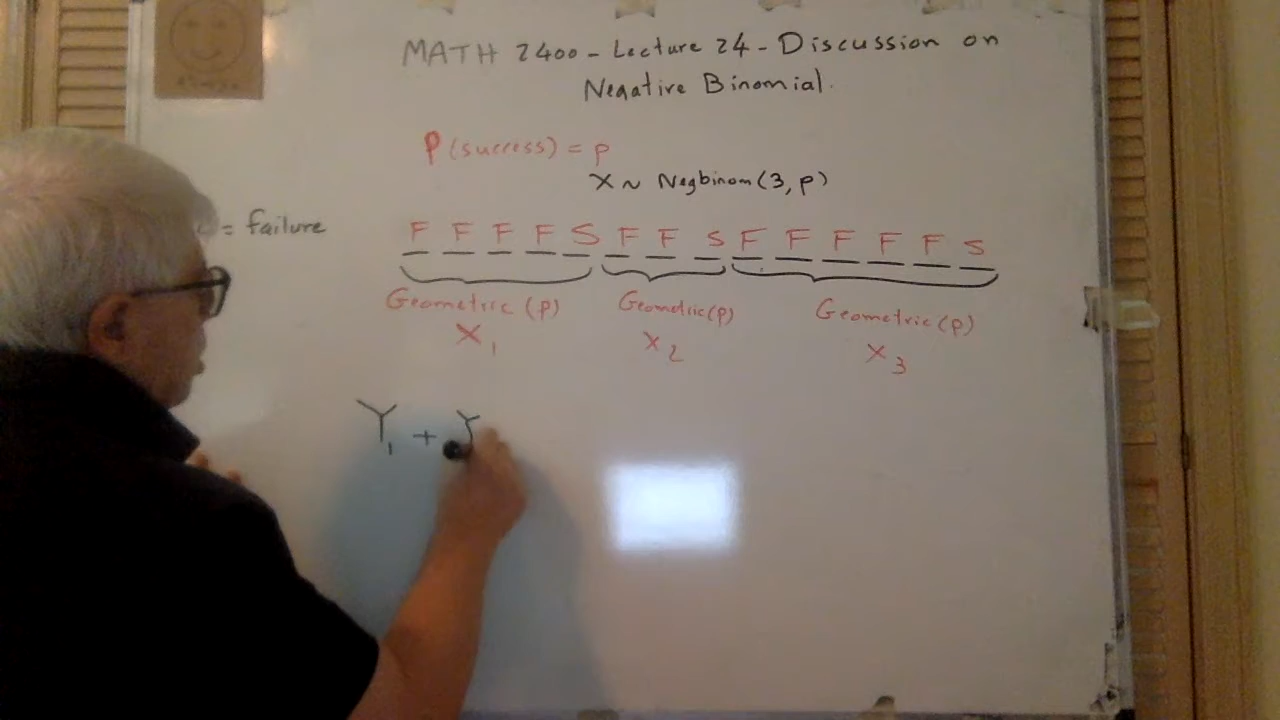 MATH 2400 - Lecture 24 - Discussion on
Negative Binomial.
P(success) = p
X ~ Negbinom(3, p)
= failure
F F F F S F F S F F F F F S
Geometric (p) Geometric(p) Geometric (p)
X1 X2 X3
Y1 + Y